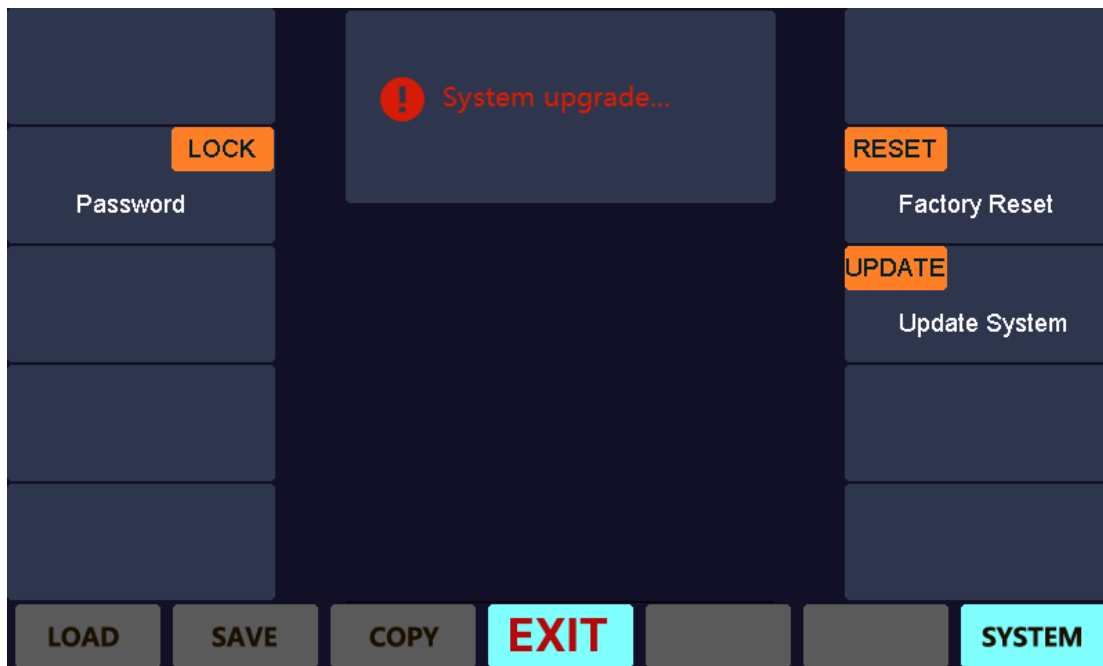 System upgrade...
LOCK
Password
RESET
Factory Reset
UPDATE
Update System
LOAD
SAVE
COPY
EXIT
SYSTEM